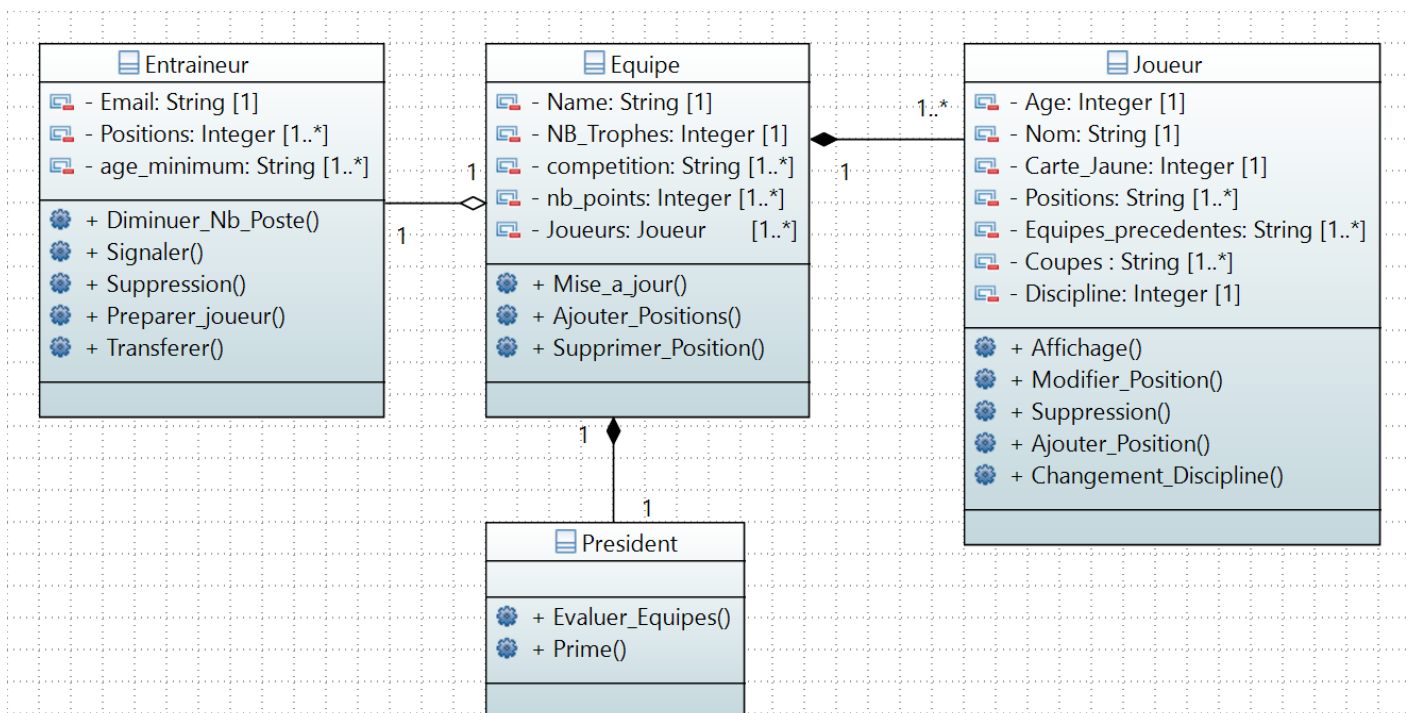 Entraineur
- Email: String [1]
- Positions: Integer [1..*]
- age_minimum: String [1..*]
+ Diminuer_Nb_Poste()
+ Signaler()
+ Suppression()
+ Preparer_joueur()
+ Transferer()
1
1
Equipe
- Name: String [1]
- NB_Trophes: Integer [1]
- competition: String [1..*]
- nb_points: Integer [1..*]
- Joueurs: Joueur [1..*]
+ Mise_a_jour()
+ Ajouter_Positions()
+ Supprimer_Position()
1..*
1
Joueur
- Age: Integer [1]
- Nom: String [1]
- Carte_Jaune: Integer [1]
- Positions: String [1..*]
- Equipes_precedentes: String [1..*]
- Coupes : String [1..*]
- Discipline: Integer [1]
+ Affichage()
+ Modifier_Position()
+ Suppression()
+ Ajouter_Position()
+ Changement_Discipline()
1
1
President
+ Evaluer_Equipes()
+ Prime()